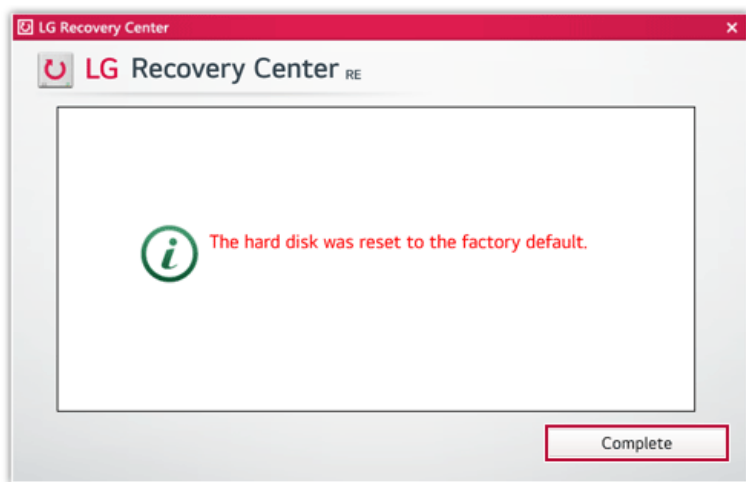 LG Recovery Center
LG Recovery Center RE
The hard disk was reset to the factory default.
Complete